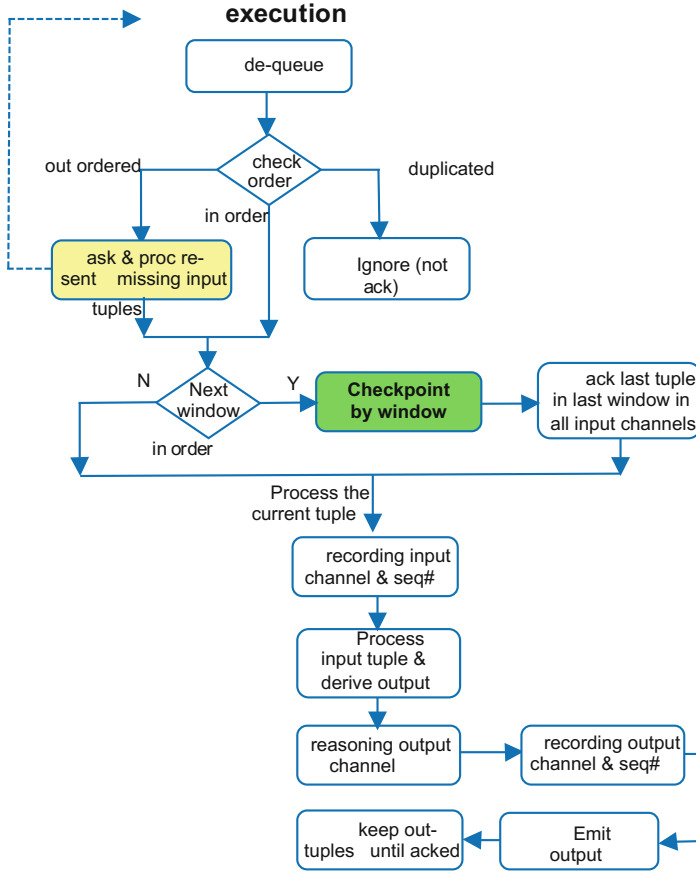 execution
de-queue
out ordered
check
order
duplicated
in order
ask & proc re-
sent missing input
tuples
Ignore (not
ack)
N
Next
window
Y
in order
Checkpoint
by window
ack last tuple
in last window in
all input channels
Process the
current tuple
recording input
channel & seq#
Process
input tuple &
derive output
reasoning output
channel
recording output
channel & seq#
keep out-
tuples until acked
Emit
output